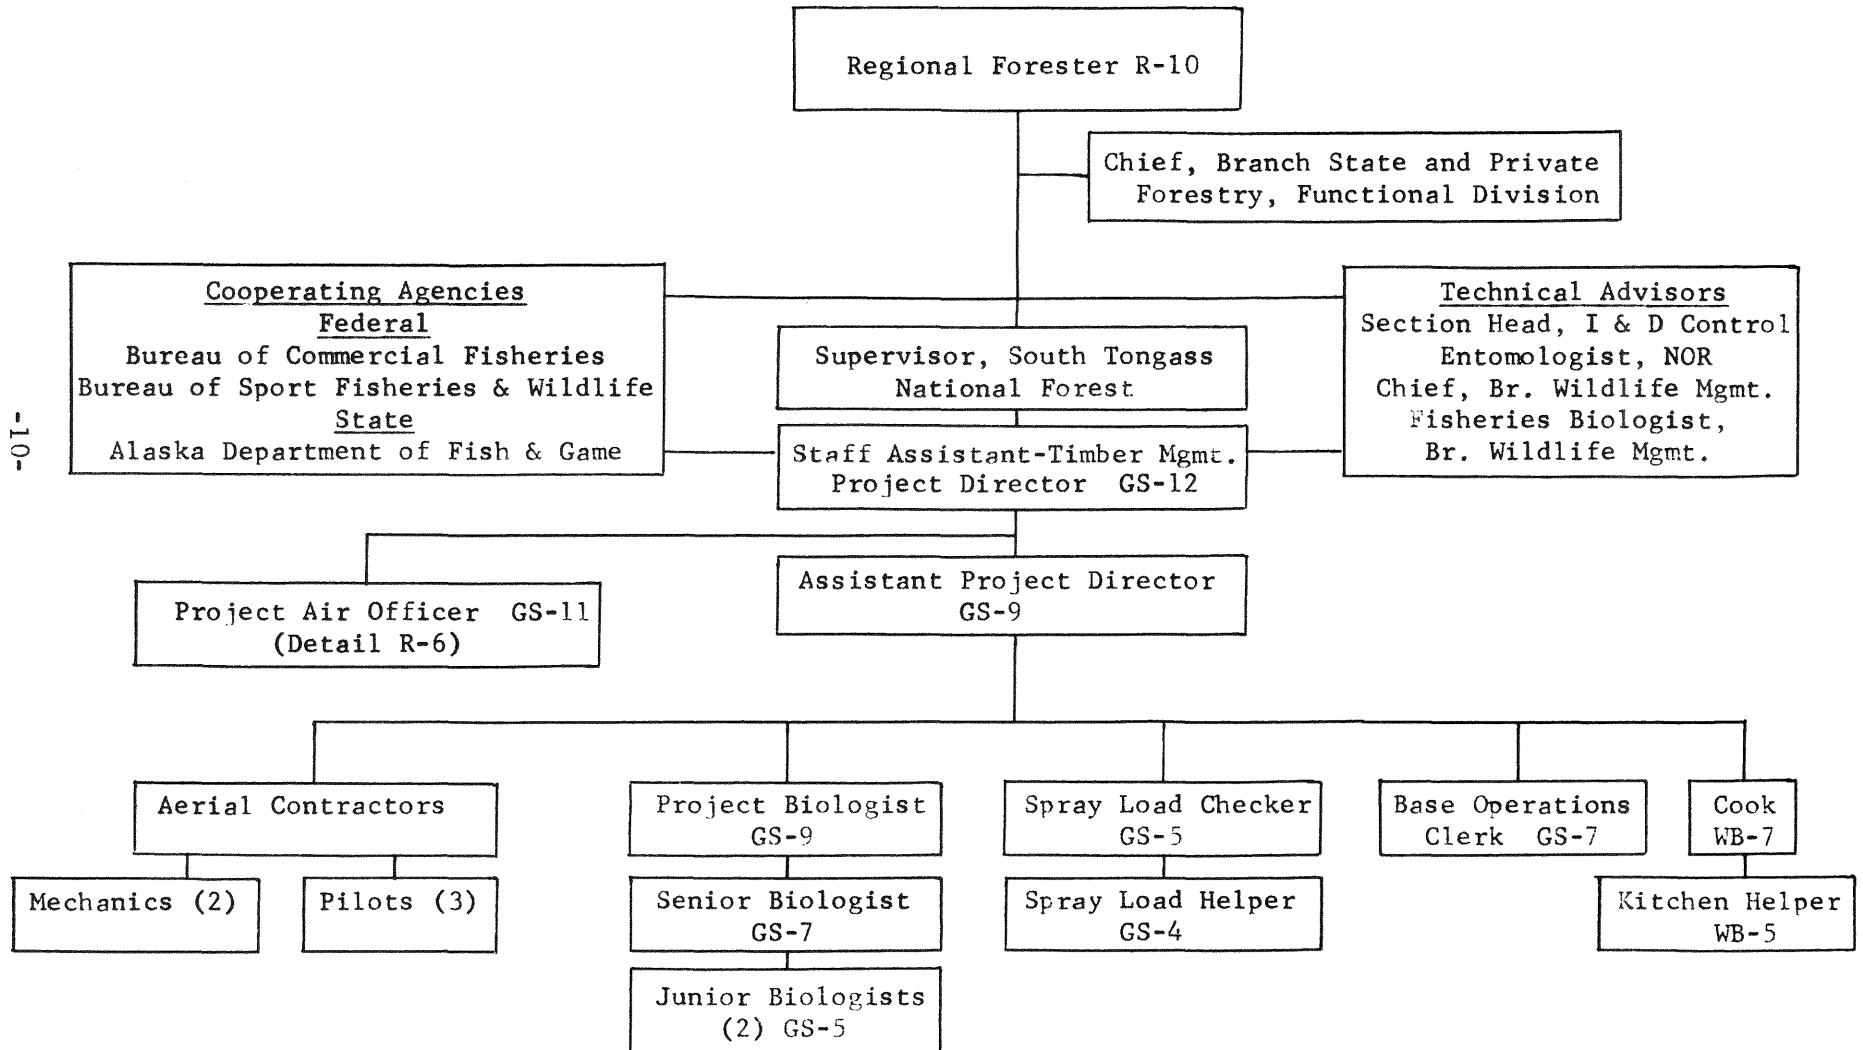 Regional Forester R-10
Chief, Branch State and Private
Forestry, Functional Division
Cooperating Agencies
Federal
Bureau of Commercial Fisheries
Bureau of Sport Fisheries & Wildlife
State
Alaska Department of Fish & Game
Technical Advisors
Section Head, I & D Control
Entomologist, NOR
Chief, Br. Wildlife Mgmt.
Fisheries Biologist,
Br. Wildlife Mgmt.
Supervisor, South Tongass
National Forest
Staff Assistant-Timber Mgmt.
Project Director GS-12
-10-
Project Air Officer GS-11
(Detail R-6)
Assistant Project Director
GS-9
Aerial Contractors
Mechanics (2)
Pilots (3)
Project Biologist
GS-9
Senior Biologist
GS-7
Junior Biologists
(2) GS-5
Spray Load Checker
GS-5
Spray Load Helper
GS-4
Base Operations
Clerk GS-7
Cook
WB-7
Kitchen Helper
WB-5